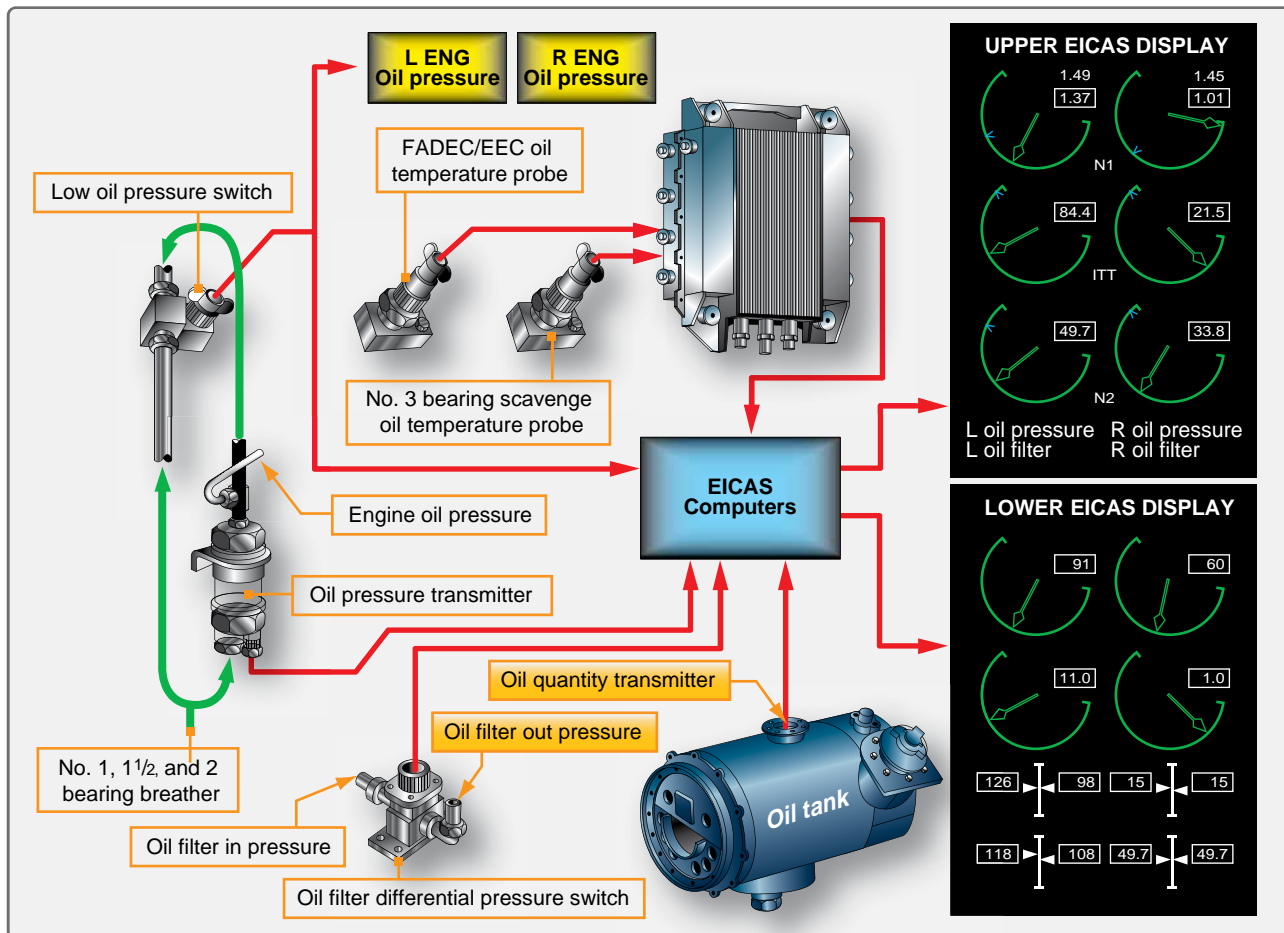 L ENG
Oil pressure
R ENG
Oil pressure
FADEC/EEC oil
temperature probe
Low oil pressure switch
No. 3 bearing scavenge
oil temperature probe
Engine oil pressure
Oil pressure transmitter
EICAS
Computers
Oil quantity transmitter
Oil filter out pressure
No. 1, 1 1/2, and 2
bearing breather
Oil filter in pressure
Oil filter differential pressure switch
Oil tank
UPPER EICAS DISPLAY
1.49 1.45
1.37 1.01
N1
84.4 21.5
ITT
49.7 33.8
N2
L oil pressure R oil pressure
L oil filter R oil filter
LOWER EICAS DISPLAY
91 60
11.0 1.0
126 98 15 15
118 108 49.7 49.7